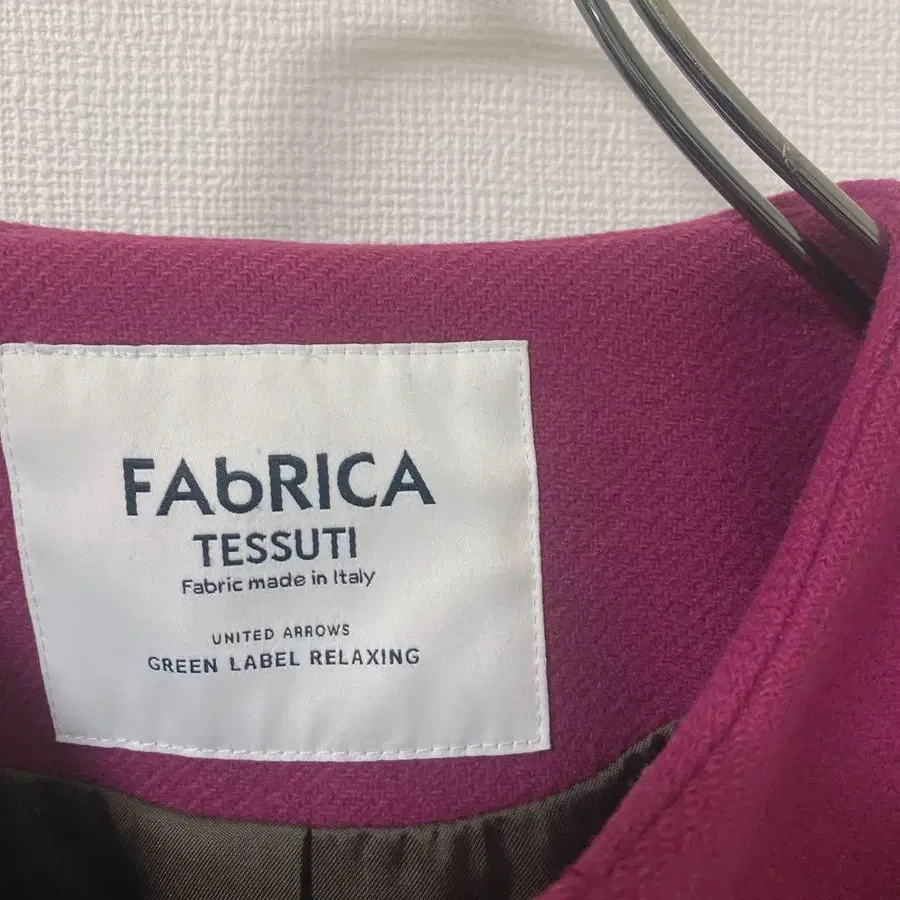 FAbRICA
TESSUTI
Fabric made in Italy
UNITED ARROWS
GREEN LABEL RELAXING